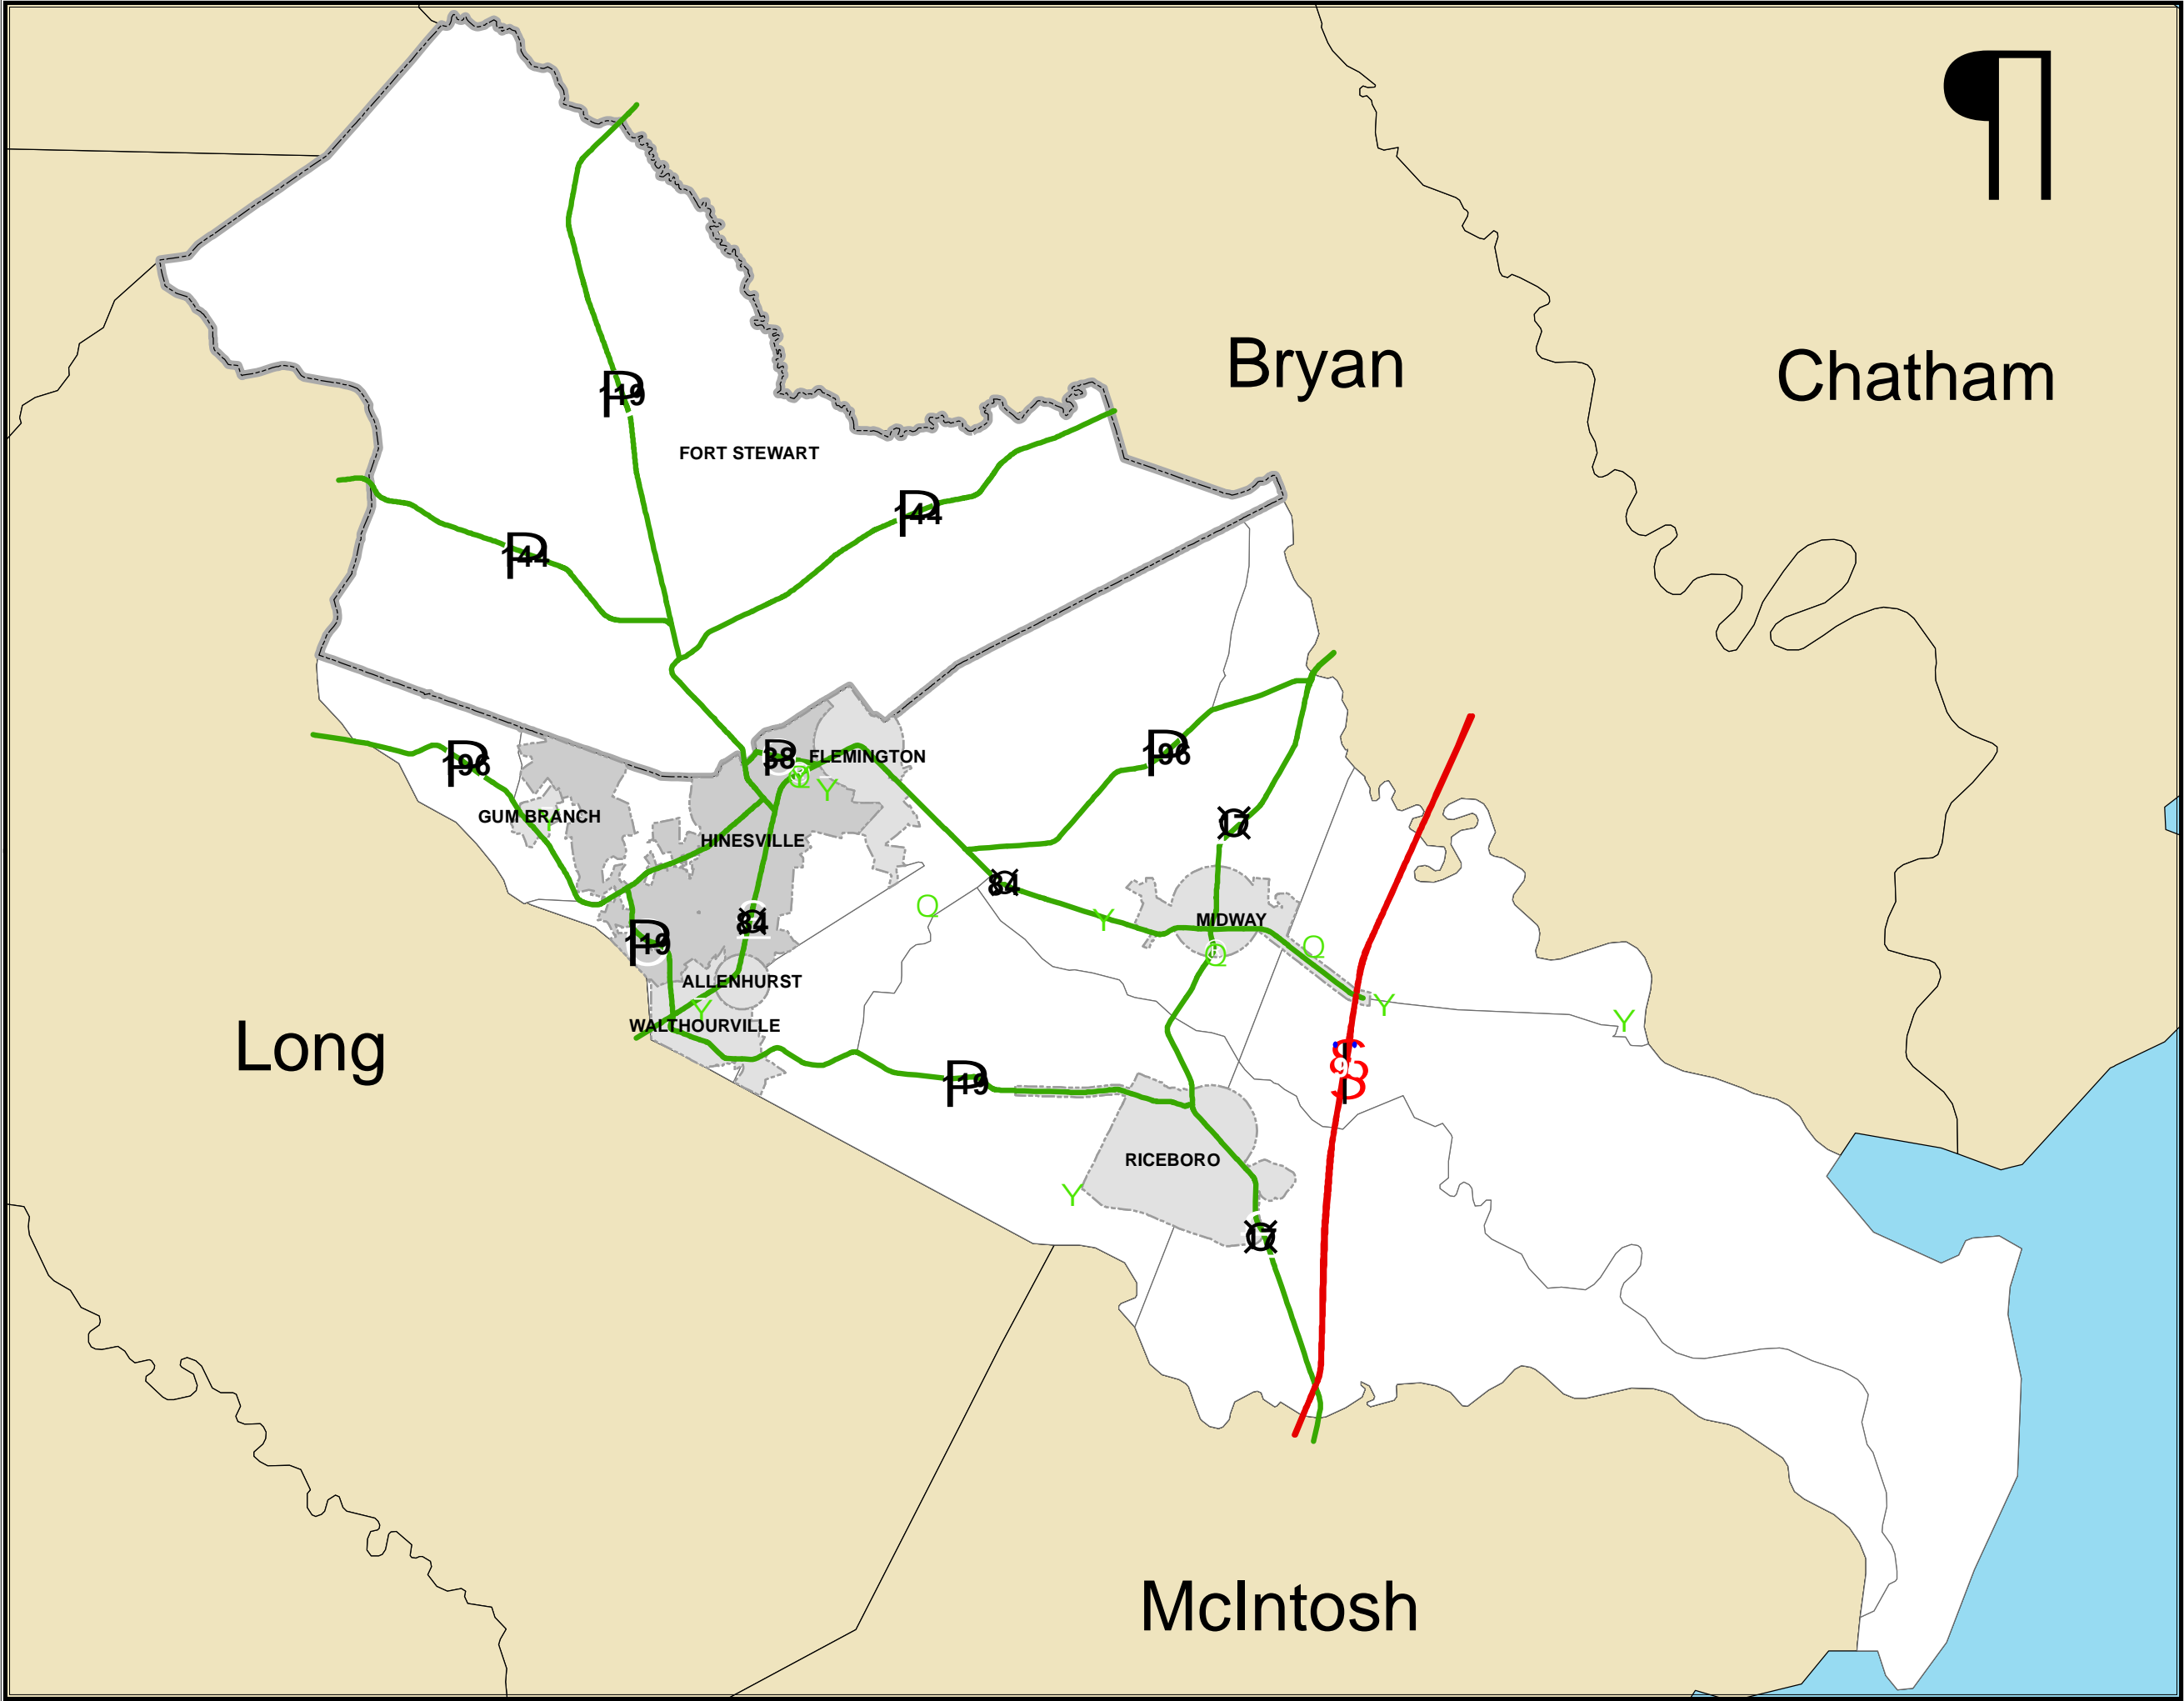 ¶
Bryan
Chatham
P
119
FORT STEWART
P
144
P
144
P
196
P
38
FLEMINGTON
Q
Y
Y
P
196
GUM BRANCH
Y
17
HINESVILLE
84
Q
Y
MIDWAY
84
P
119
Q
Q
ALLENHURST
Y
Y
Y
WALTHOURVILLE
Long
S
95
P
119
RICEBORO
Y
17
McIntosh